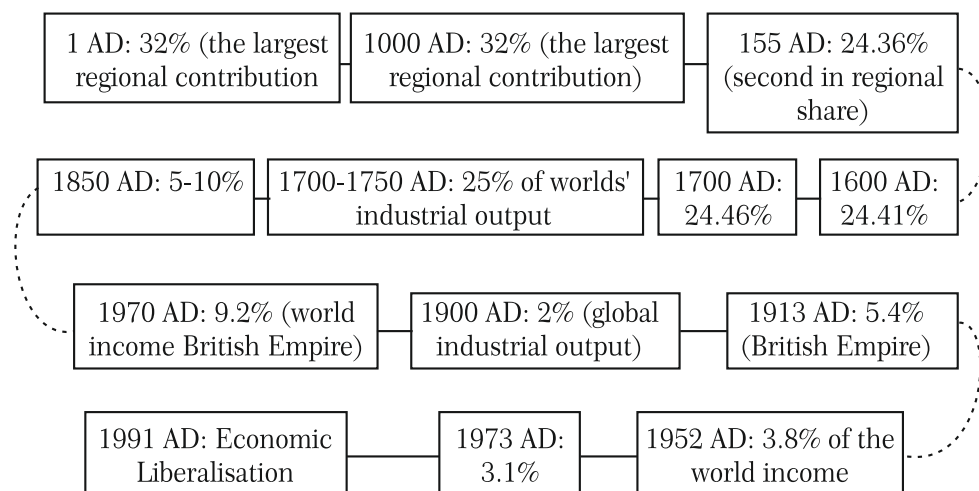 1 AD: 32% (the largest
regional contribution
1000 AD: 32% (the largest
regional contribution)
155 AD: 24.36%
(second in regional
share)
1850 AD: 5-10%
1700-1750 AD: 25% of worlds'
industrial output
1700 AD:
24.46%
1600 AD:
24.41%
1970 AD: 9.2% (world
income British Empire)
1900 AD: 2% (global
industrial output)
1913 AD: 5.4%
(British Empire)
1991 AD: Economic
Liberalisation
1973 AD:
3.1%
1952 AD: 3.8% of the
world income